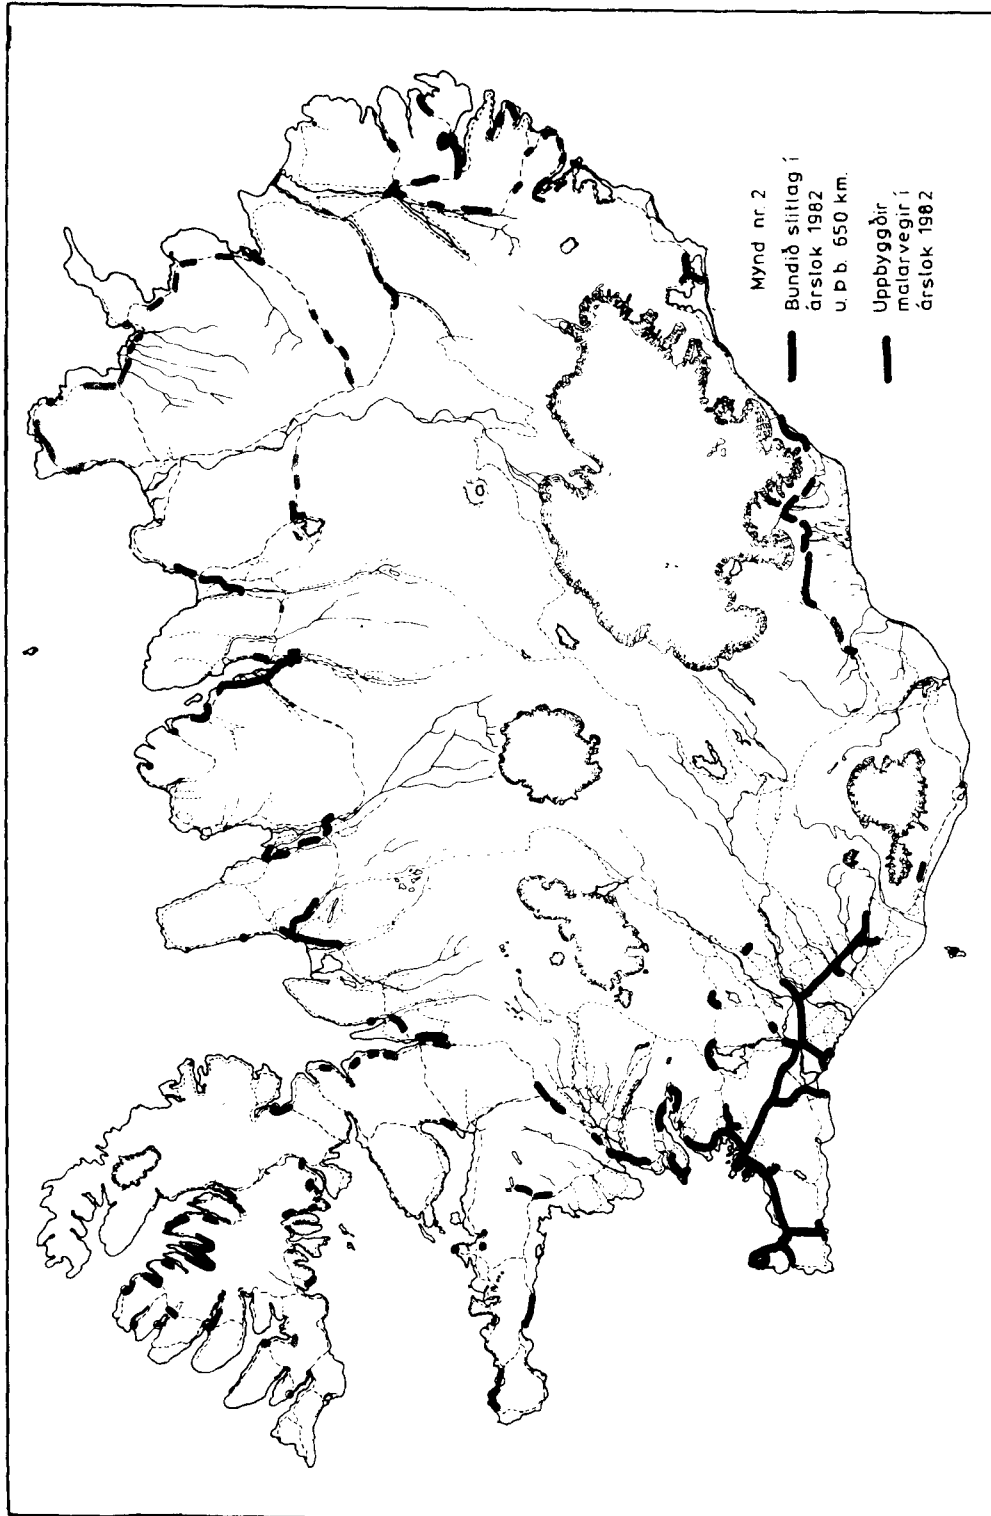 Mynd nr. 2
Bundið slitlag í
árslok 1982
u. þ b. 650 km.
Uppbyggðir
malarvegir í
árslok 1982